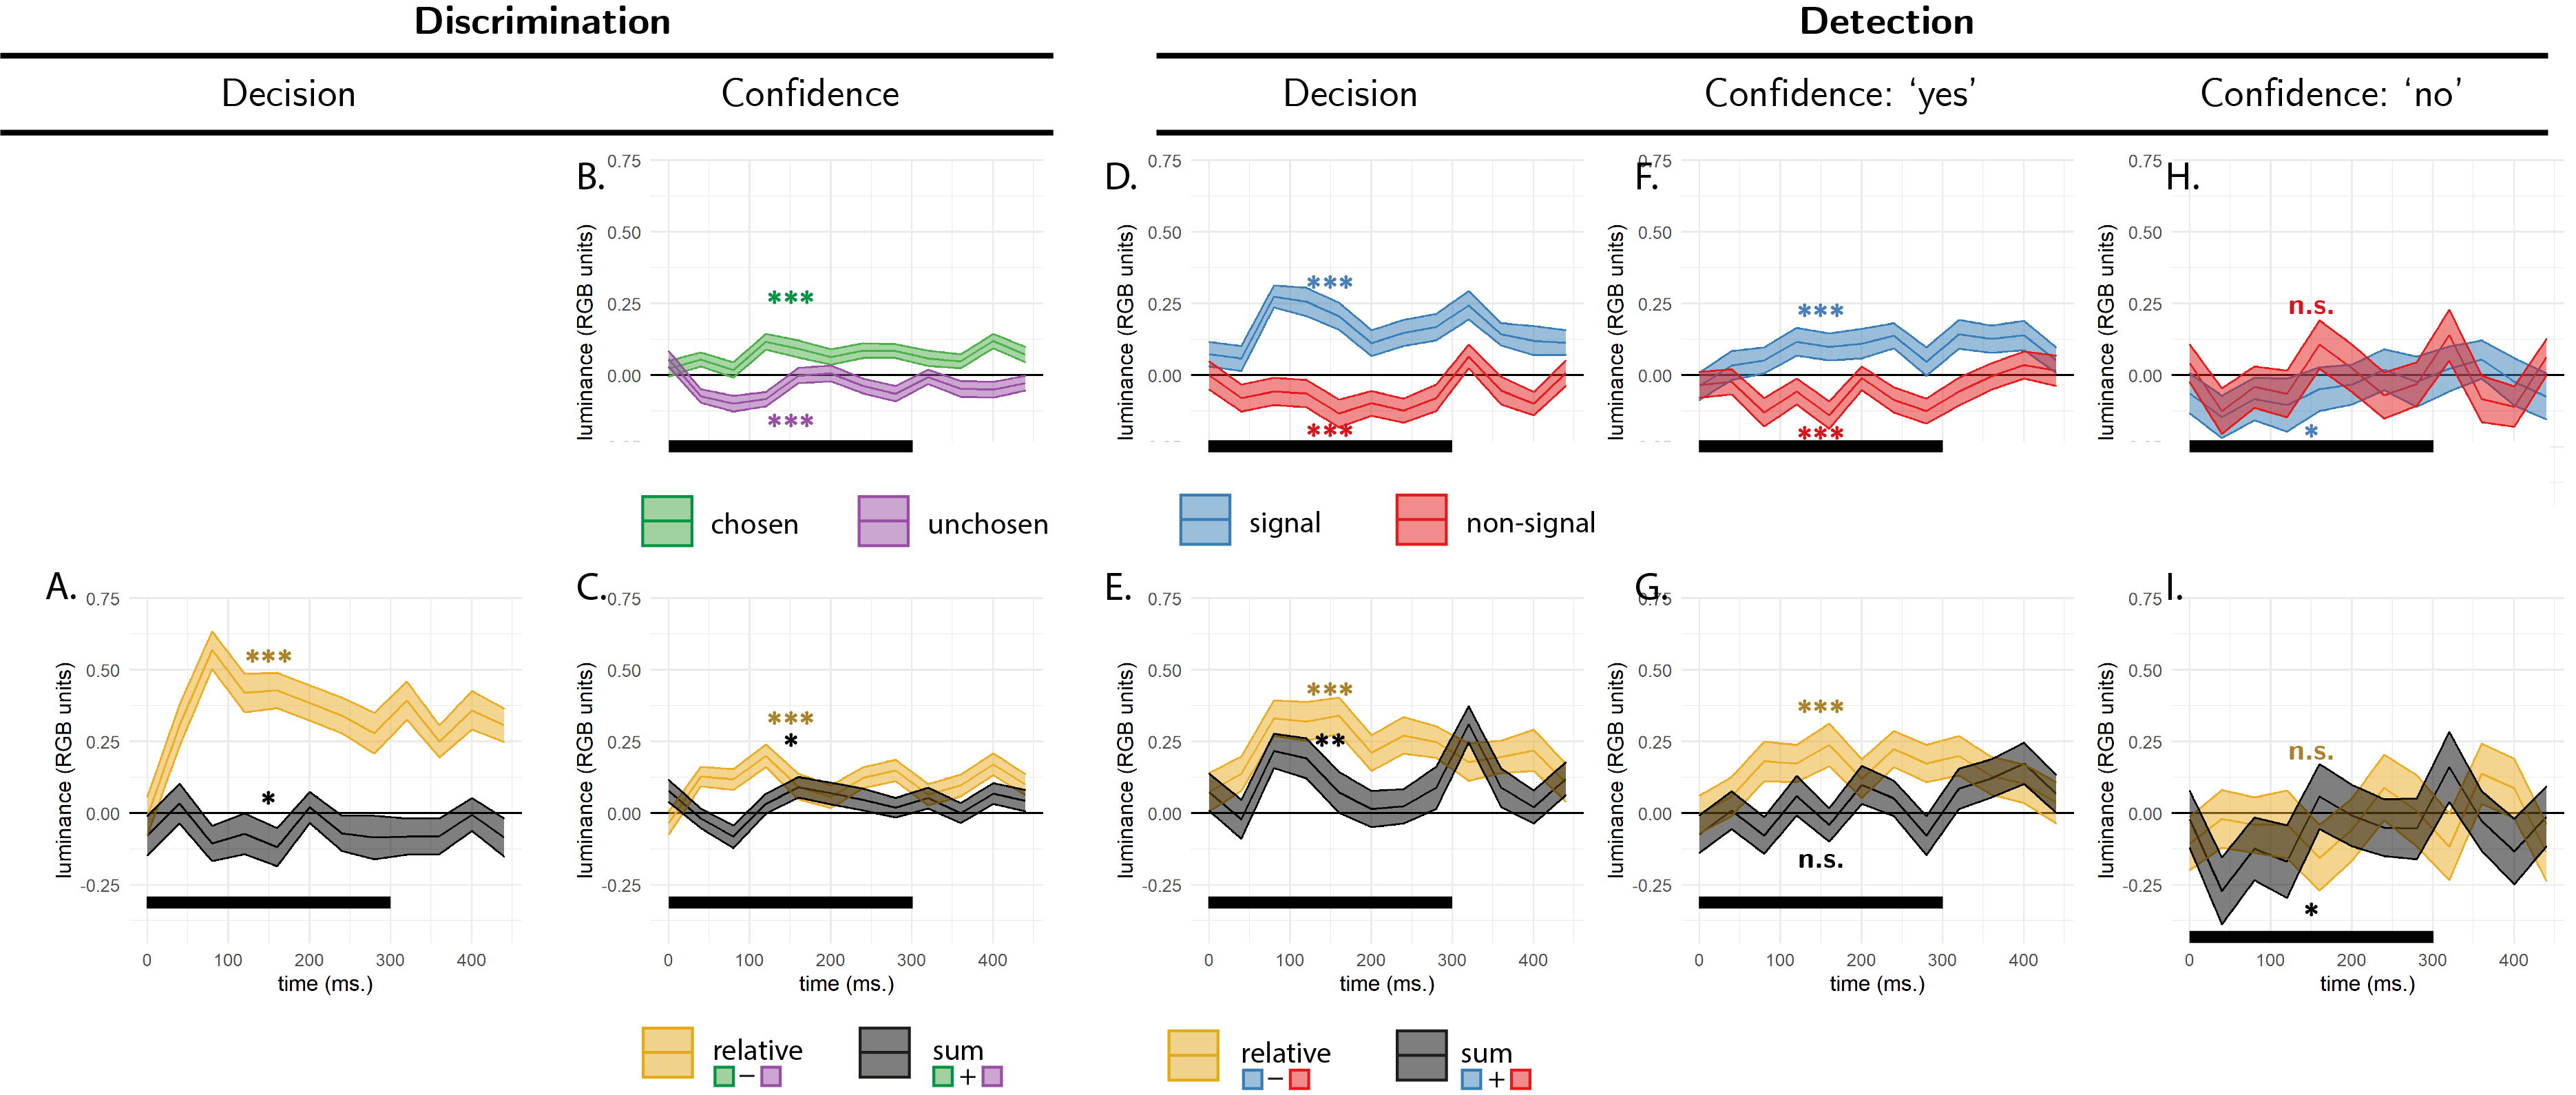 Discrimination
Detection
Decision
Confidence
Decision
Confidence: ‘yes’
Confidence: ‘no’
B.
0.75
0.50
0.25
0.00
luminance (RGB units)
***
***
D.
0.75
0.50
0.25
0.00
luminance (RGB units)
***
***
F.
0.75
0.50
0.25
0.00
luminance (RGB units)
***
***
H.
0.75
0.50
0.25
0.00
luminance (RGB units)
n.s.
*
chosen
unchosen
signal
non-signal
A.
0.75
0.50
0.25
0.00
-0.25
luminance (RGB units)
***
*
0 100 200 300 400
time (ms.)
C.
0.75
0.50
0.25
0.00
-0.25
luminance (RGB units)
***
*
0 100 200 300 400
time (ms.)
E.
0.75
0.50
0.25
0.00
-0.25
luminance (RGB units)
***
**
0 100 200 300 400
time (ms.)
G.
0.75
0.50
0.25
0.00
-0.25
luminance (RGB units)
***
n.s.
0 100 200 300 400
time (ms.)
I.
0.75
0.50
0.25
0.00
-0.25
luminance (RGB units)
n.s.
*
0 100 200 300 400
time (ms.)
relative
−
sum
+
relative
−
sum
+